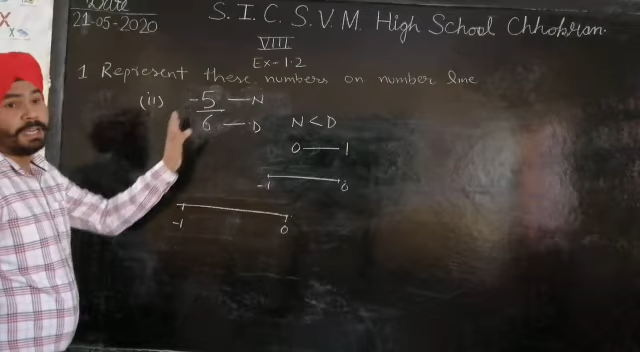 Date
21-05-2020
S. I. C. S. V. M. High School Chhokran.
VIII
Ex-1.2
1 Represent these numbers on number line
(ii) -5/6
— N
— D
N < D
0 — 1
-1 0
-1 0